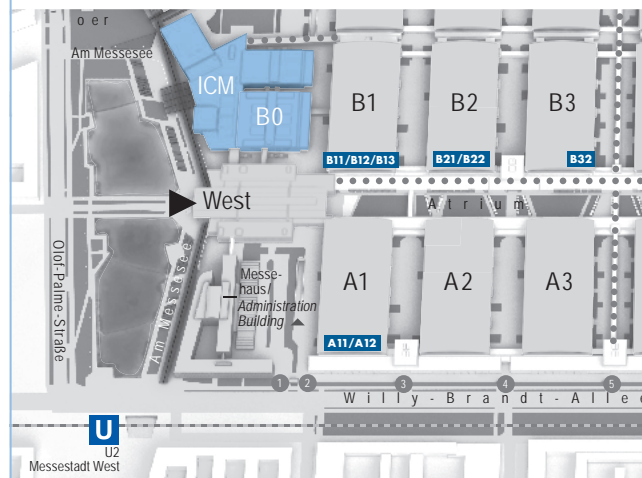 oer
Am Messesee
ICM
B0
B1
B2
B3
B11/B12/B13
B21/B22
B32
West
Atrium
Olof-Palme-Straße
Am Messesee
Messe-
haus/
Administration
Building
A1
A2
A3
A11/A12
1
2
3
4
5
Willy-Brandt-Allee
U
U2
Messestadt West